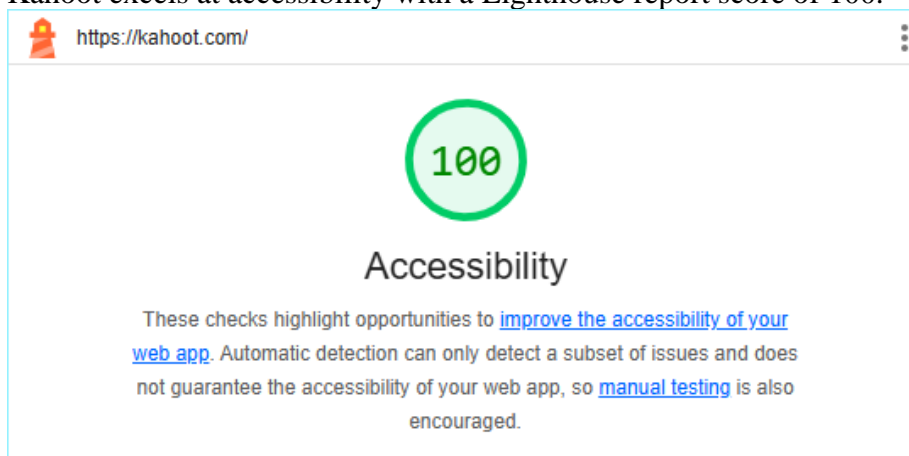 Kahoot excels at accessibility with a Lighthouse report score of 100.
https://kahoot.com/
100
Accessibility
These checks highlight opportunities to improve the accessibility of your
web app. Automatic detection can only detect a subset of issues and does
not guarantee the accessibility of your web app, so manual testing is also
encouraged.